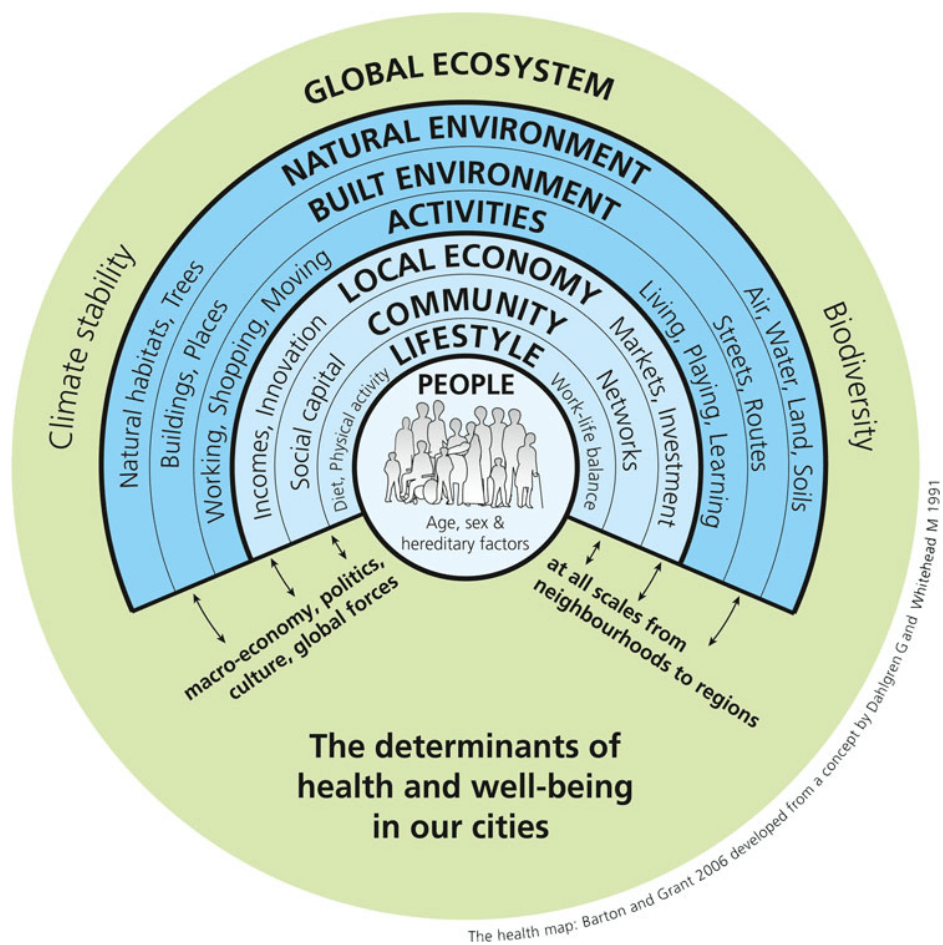 GLOBAL ECOSYSTEM
NATURAL ENVIRONMENT
BUILT ENVIRONMENT
ACTIVITIES
LOCAL ECONOMY
COMMUNITY
LIFESTYLE
PEOPLE
Age, sex &
hereditary factors
Climate stability
Natural habitats, Trees
Buildings, Places
Working, Shopping, Moving
Incomes, Innovation
Social capital
Diet, Physical activity
Work-life balance
Networks
Markets, Investment
Living, Playing, Learning
Streets, Routes
Air, Water, Land, Soils
Biodiversity
macro-economy, politics,
culture, global forces
at all scales from
neighbourhoods to regions
The determinants of
health and well-being
in our cities
The health map: Barton and Grant 2006 developed from a concept by Dahlgren G and Whitehead M 1991